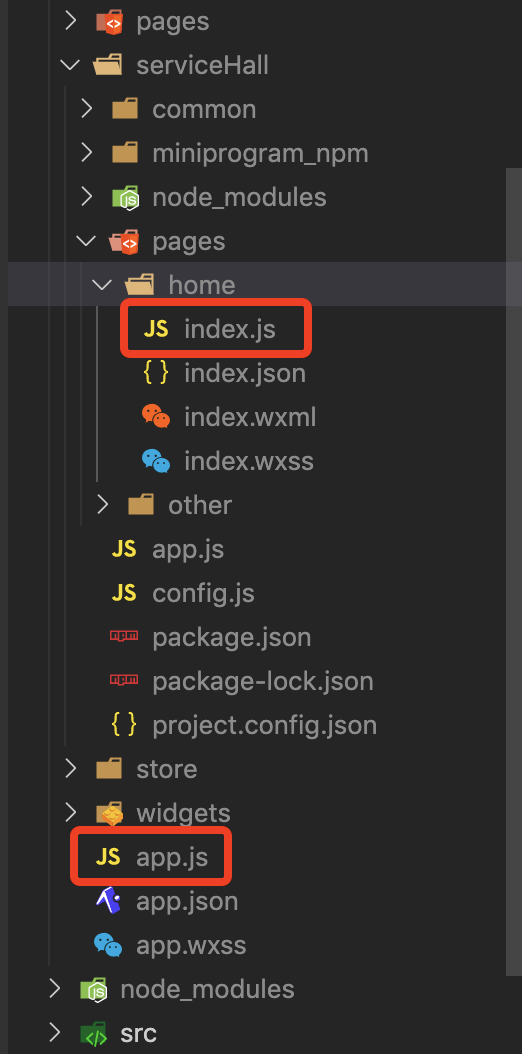 pages
serviceHall
common
miniprogram_npm
node_modules
pages
home
JS index.js
{ } index.json
index.wxml
index.wxss
other
JS app.js
JS config.js
package.json
package-lock.json
{ } project.config.json
store
widgets
JS app.js
app.json
app.wxss
node_modules
src